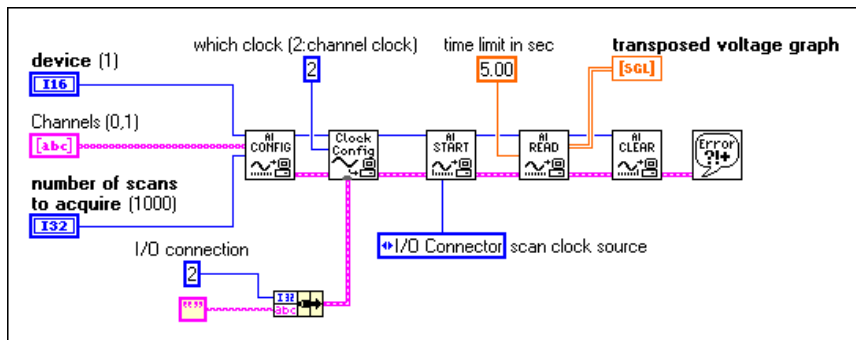 which clock (2:channel clock)
time limit in sec
transposed voltage graph
device (1)
I16
2
5.00
[SGL]
Channels (0,1)
[abc]
AI
CONFIG
Clock
Config
AI
START
AI
READ
AI
CLEAR
Error
?!+
number of scans
to acquire (1000)
I32
I/O connection
2
I/O Connector
scan clock source
I32
abc
""